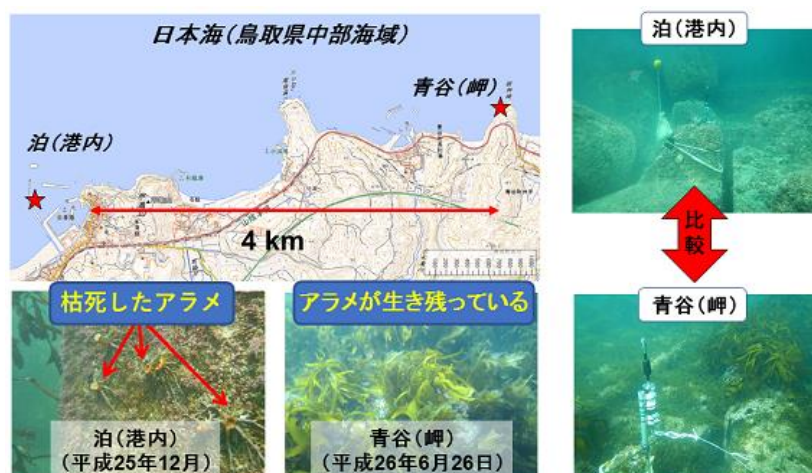 日本海(鳥取県中部海域)
泊(港内)
青谷(岬)
4 km
枯死したアラメ
アラメが生き残っている
泊(港内)
(平成25年12月)
青谷(岬)
(平成26年6月26日)
泊(港内)
比較
青谷(岬)